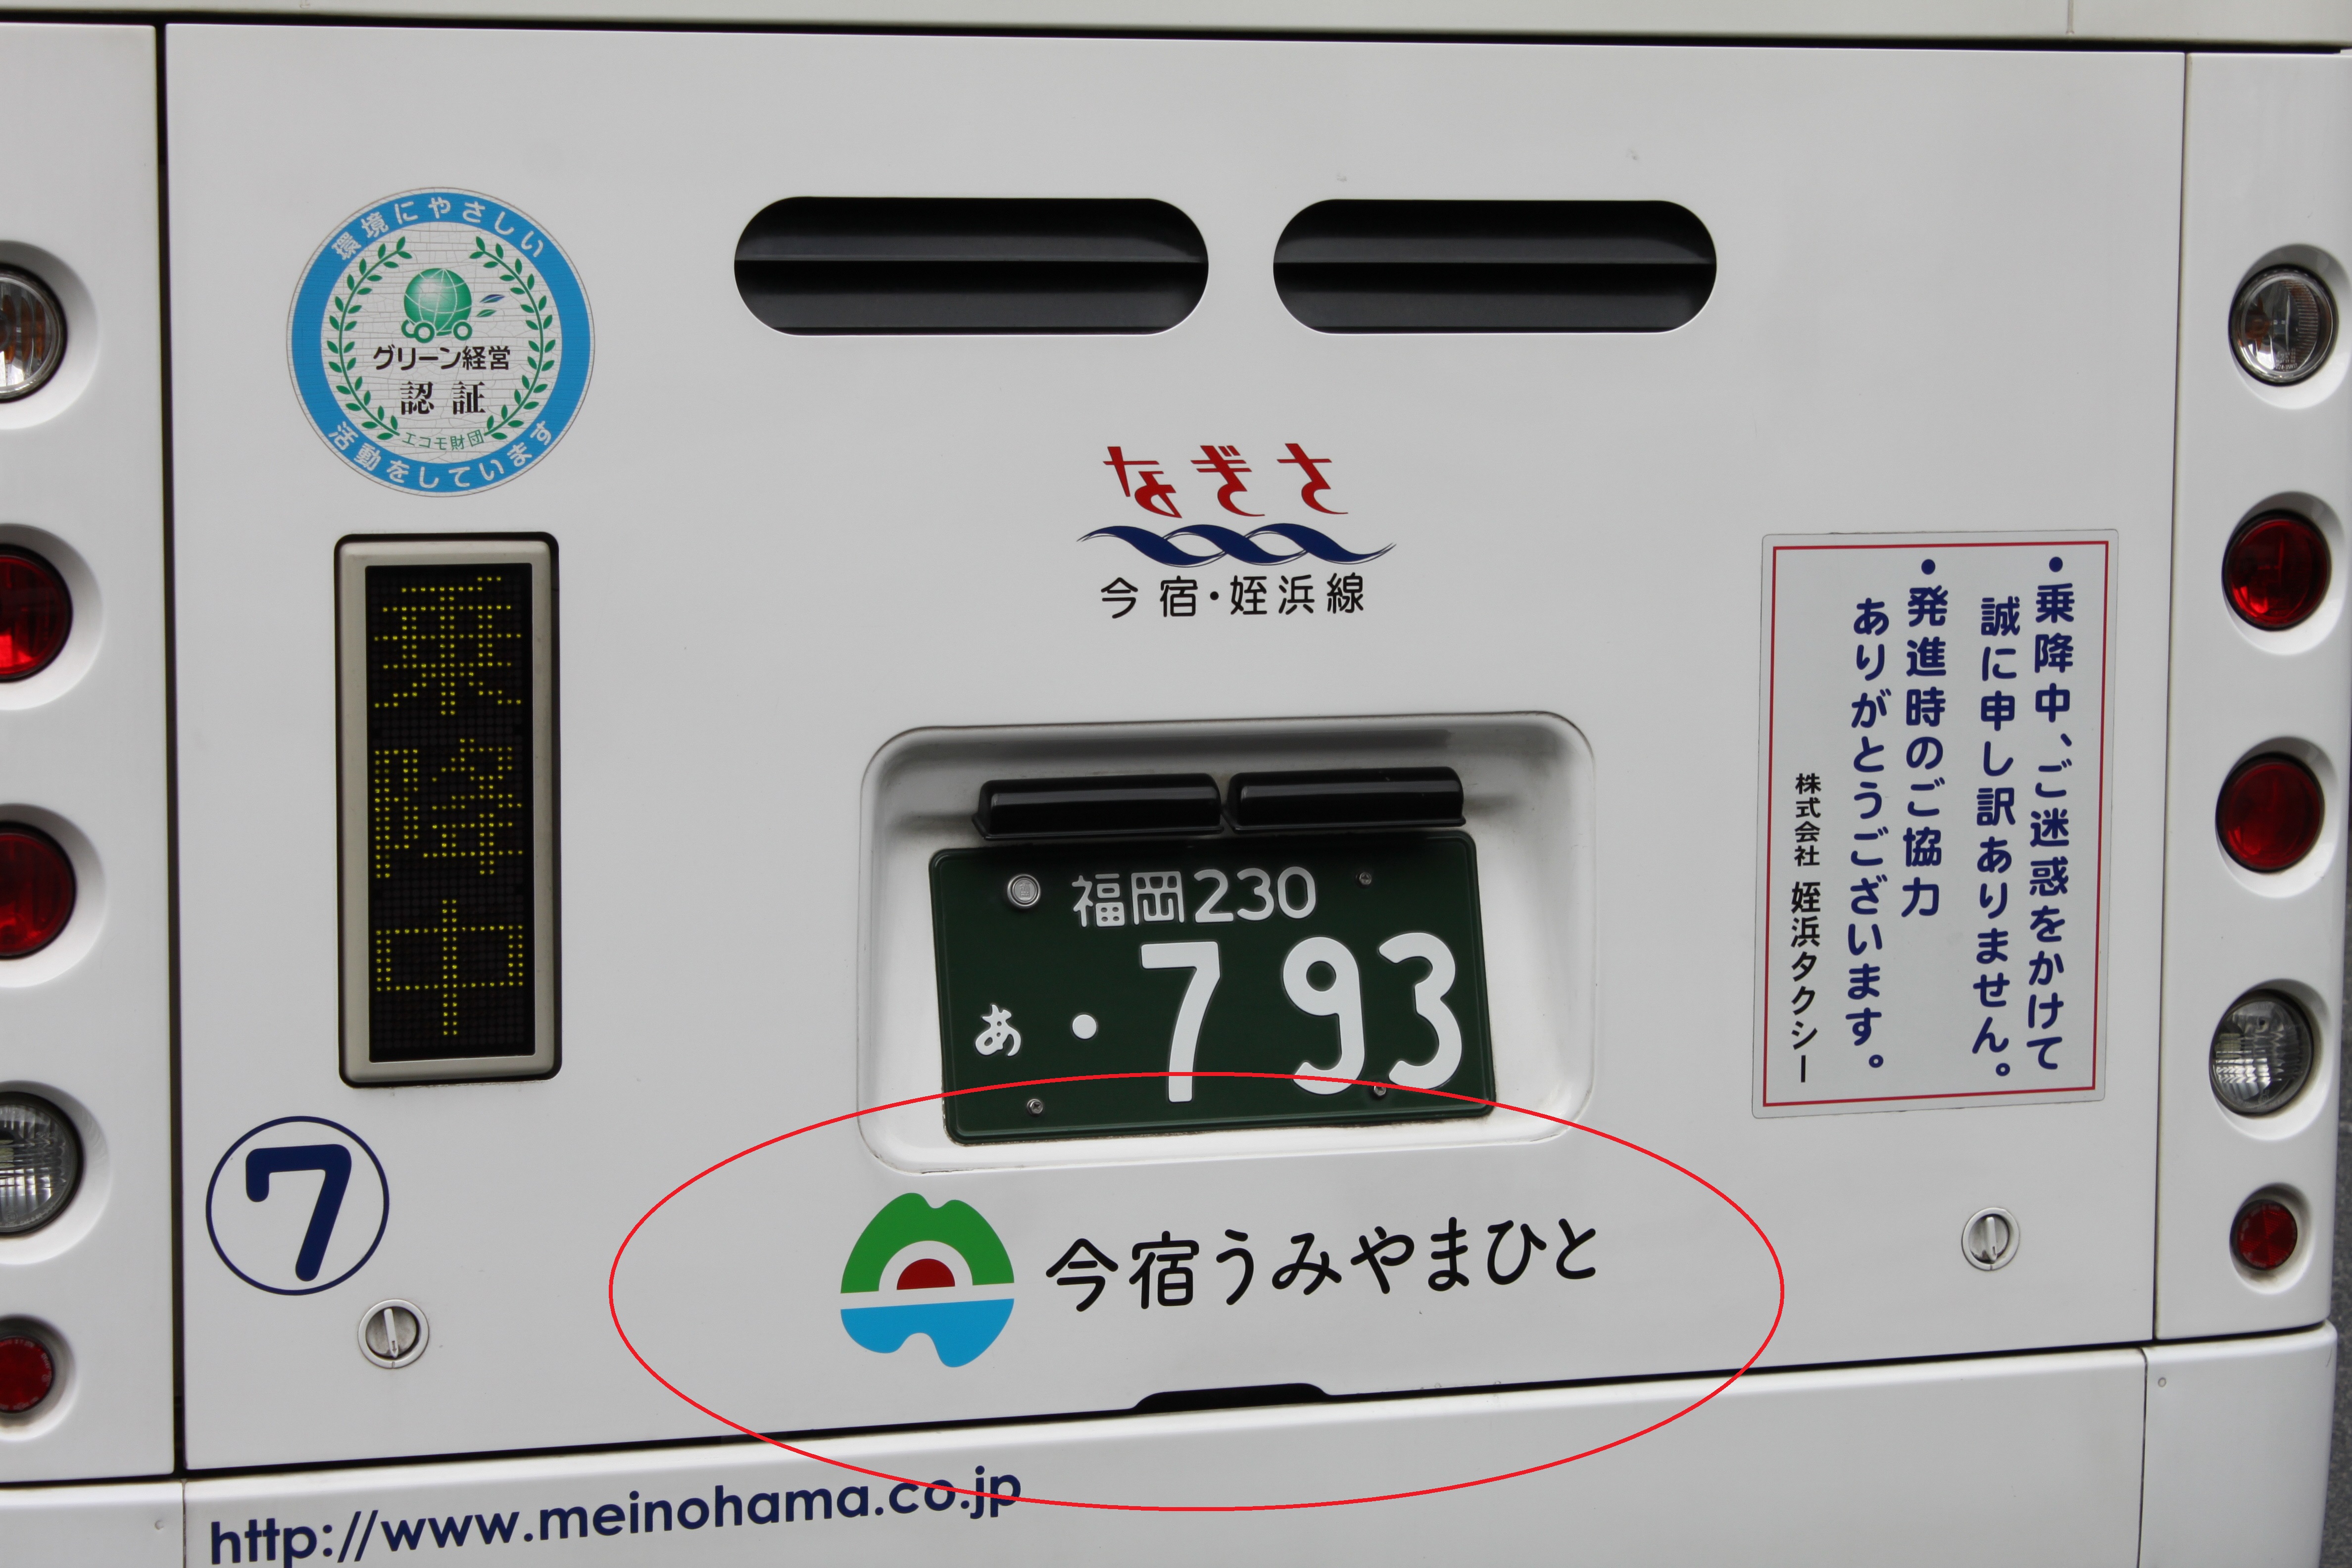 環境にやさしい
グリーン経営
認証
エコモ財団
活動をしています
なぎさ
今宿・姪浜線
乗降中
・乗降中、ご迷惑をかけて
誠に申し訳ありません。
・発進時のご協力
ありがとうございます。
株式会社 姪浜タクシー
福岡230
あ ・793
7
今宿うみやまひと
http://www.meinohama.co.jp